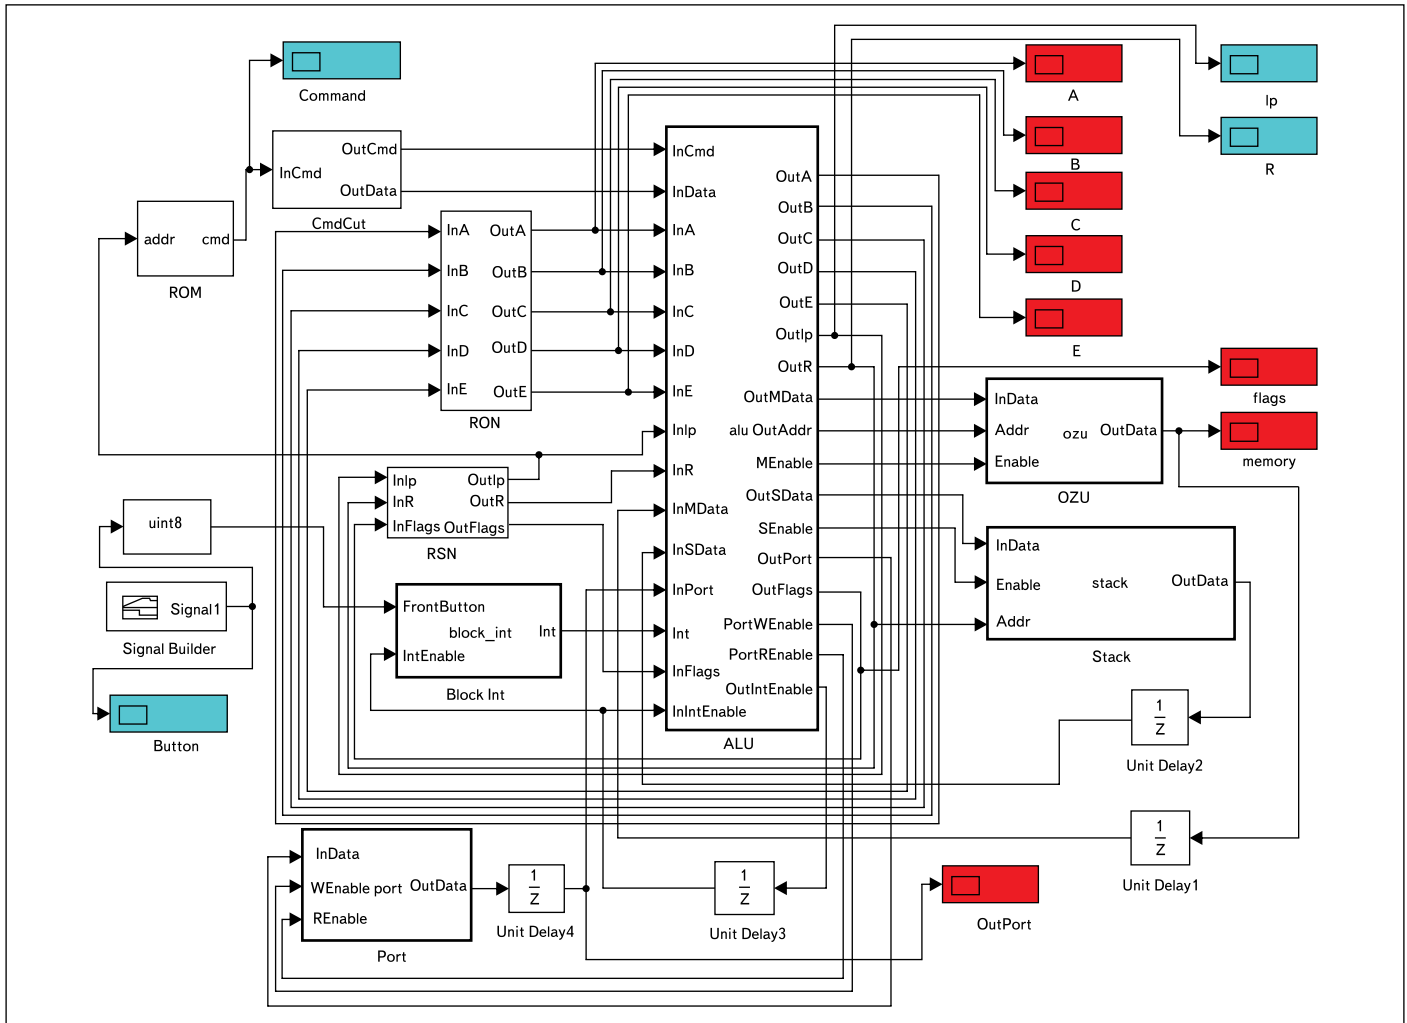 Command
InCmd
OutCmd
OutData
CmdCut
addr
cmd
ROM
InA
InB
InC
InD
InE
OutA
OutB
OutC
OutD
OutE
RON
InIp
InR
InFlags
OutIp
OutR
OutFlags
RSN
uint8
Signal1
Signal Builder
Button
FrontButton
block_int
Int
IntEnable
Block Int
InCmd
InData
InA
InB
InC
InD
InE
InIp
InR
InMData
InSData
InPort
Int
InFlags
InIntEnable
OutA
OutB
OutC
OutD
OutE
OutIp
OutR
OutMData
alu OutAddr
MEnable
OutSData
SEnable
OutPort
OutFlags
PortWEnable
PortREnable
OutIntEnable
ALU
A
B
C
D
E
Ip
R
flags
memory
InData
Addr
Enable
ozu
OutData
OZU
InData
Enable
Addr
stack
OutData
Stack
1
Z
Unit Delay2
1
Z
Unit Delay1
InData
WEnable port
REnable
OutData
Port
1
Z
Unit Delay4
1
Z
Unit Delay3
OutPort